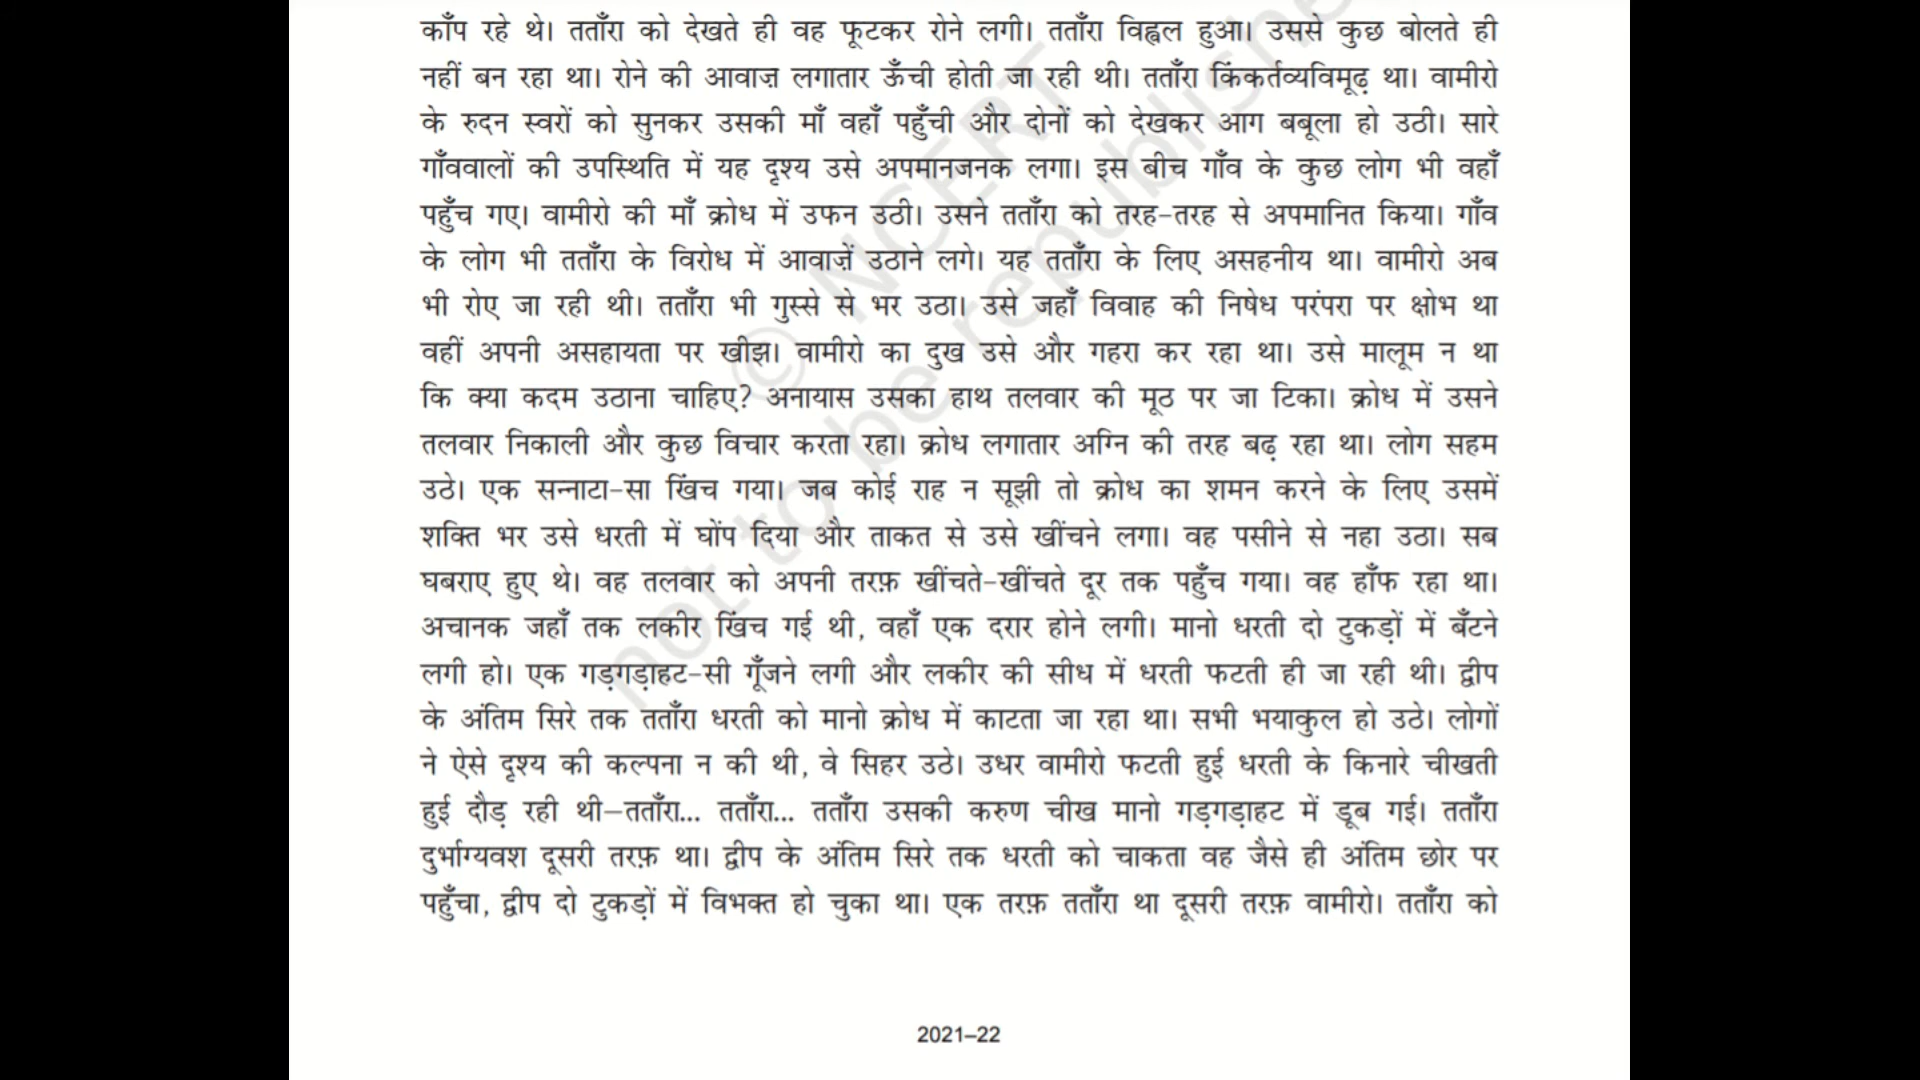 काँप रहे थे। तताँरा को देखते ही वह फूटकर रोने लगी। तताँरा विह्वल हुआ। उससे कुछ बोलते ही
नहीं बन रहा था। रोने की आवाज़ लगातार ऊँची होती जा रही थी। तताँरा किंकर्तव्यविमूढ़ था। वामीरो
के रुदन स्वरों को सुनकर उसकी माँ वहाँ पहुँची और दोनों को देखकर आग बबूला हो उठी। सारे
गाँववालों की उपस्थिति में यह दृश्य उसे अपमानजनक लगा। इस बीच गाँव के कुछ लोग भी वहाँ
पहुँच गए। वामीरो की माँ क्रोध में उफन उठी। उसने तताँरा को तरह-तरह से अपमानित किया। गाँव
के लोग भी तताँरा के विरोध में आवाज़ें उठाने लगे। यह तताँरा के लिए असहनीय था। वामीरो अब
भी रोए जा रही थी। तताँरा भी गुस्से से भर उठा। उसे जहाँ विवाह की निषेध परंपरा पर क्षोभ था
वहीं अपनी असहायता पर खीझ। वामीरो का दुख उसे और गहरा कर रहा था। उसे मालूम न था
कि क्या कदम उठाना चाहिए? अनायास उसका हाथ तलवार की मूठ पर जा टिका। क्रोध में उसने
तलवार निकाली और कुछ विचार करता रहा। क्रोध लगातार अग्नि की तरह बढ़ रहा था। लोग सहम
उठे। एक सन्नाटा-सा खिंच गया। जब कोई राह न सूझी तो क्रोध का शमन करने के लिए उसमें
शक्ति भर उसे धरती में घोंप दिया और ताकत से उसे खींचने लगा। वह पसीने से नहा उठा। सब
घबराए हुए थे। वह तलवार को अपनी तरफ़ खींचते-खींचते दूर तक पहुँच गया। वह हाँफ रहा था।
अचानक जहाँ तक लकीर खिंच गई थी, वहाँ एक दरार होने लगी। मानो धरती दो टुकड़ों में बँटने
लगी हो। एक गड़गड़ाहट-सी गूँजने लगी और लकीर की सीध में धरती फटती ही जा रही थी। द्वीप
के अंतिम सिरे तक तताँरा धरती को मानो क्रोध में काटता जा रहा था। सभी भयाकुल हो उठे। लोगों
ने ऐसे दृश्य की कल्पना न की थी, वे सिहर उठे। उधर वामीरो फटती हुई धरती के किनारे चीखती
हुई दौड़ रही थी–तताँरा... तताँरा... तताँरा उसकी करुण चीख मानो गड़गड़ाहट में डूब गई। तताँरा
दुर्भाग्यवश दूसरी तरफ़ था। द्वीप के अंतिम सिरे तक धरती को चाकता वह जैसे ही अंतिम छोर पर
पहुँचा, द्वीप दो टुकड़ों में विभक्त हो चुका था। एक तरफ़ तताँरा था दूसरी तरफ़ वामीरो। तताँरा को
© NCERT
not to be republishe
2021–22